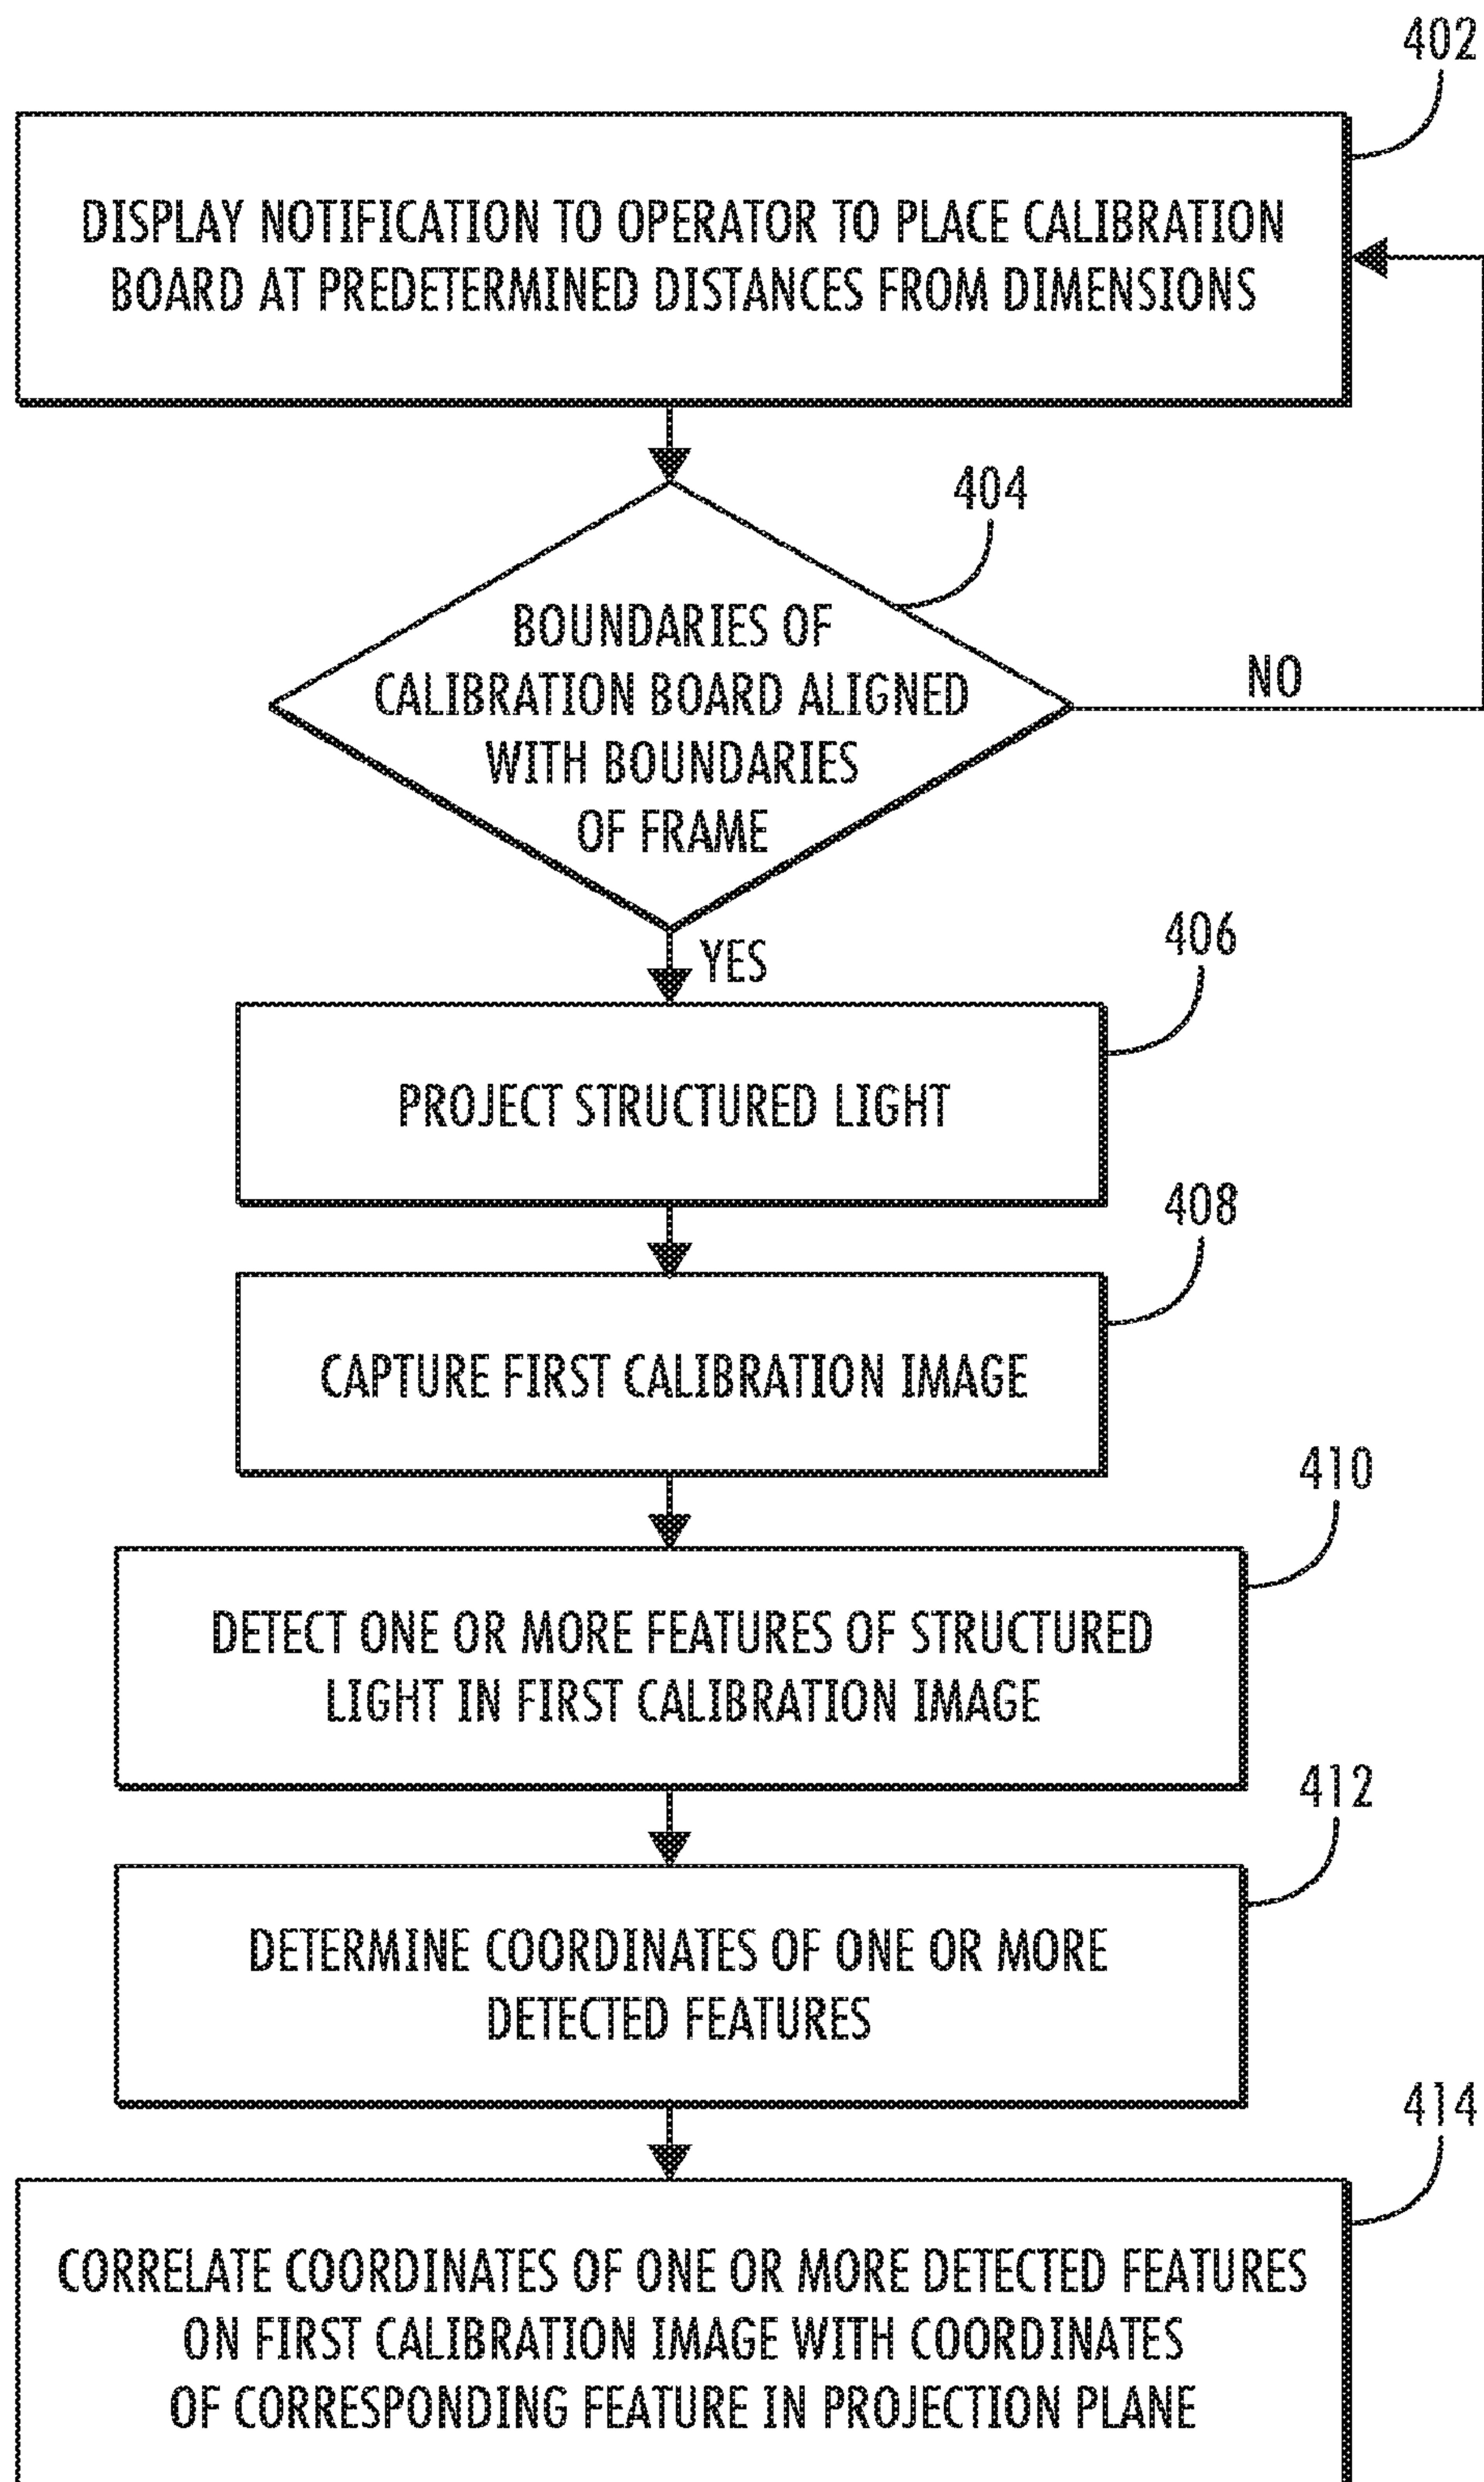 402
DISPLAY NOTIFICATION TO OPERATOR TO PLACE CALIBRATION
BOARD AT PREDETERMINED DISTANCES FROM DIMENSIONS
404
BOUNDARIES OF
CALIBRATION BOARD ALIGNED
WITH BOUNDARIES
OF FRAME
NO
YES
406
PROJECT STRUCTURED LIGHT
408
CAPTURE FIRST CALIBRATION IMAGE
410
DETECT ONE OR MORE FEATURES OF STRUCTURED
LIGHT IN FIRST CALIBRATION IMAGE
412
DETERMINE COORDINATES OF ONE OR MORE
DETECTED FEATURES
414
CORRELATE COORDINATES OF ONE OR MORE DETECTED FEATURES
ON FIRST CALIBRATION IMAGE WITH COORDINATES
OF CORRESPONDING FEATURE IN PROJECTION PLANE